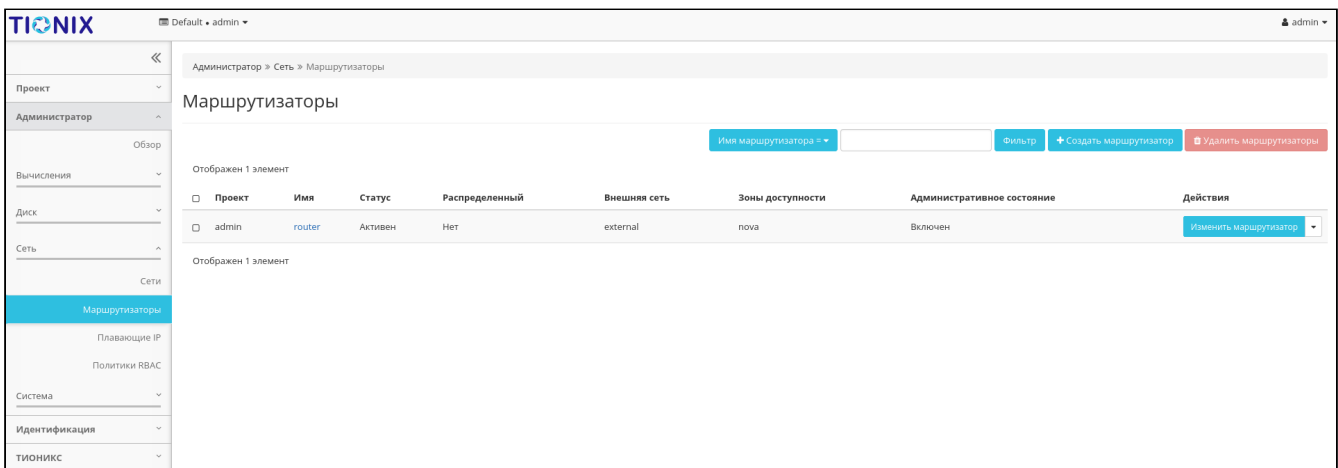 TIONIX
Default • admin
admin
Администратор » Сеть » Маршрутизаторы
Проект
Администратор
Обзор
Вычисления
Диск
Сеть
Сети
Маршрутизаторы
Плавающие IP
Политики RBAC
Система
Идентификация
ТИОНИКС
Маршрутизаторы
Имя маршрутизатора = Фильтр + Создать маршрутизатор Удалить маршрутизаторы
Отображен 1 элемент
Проект Имя Статус Распределенный Внешняя сеть Зоны доступности Административное состояние Действия
admin router Активен Нет external nova Включен Изменить маршрутизатор
Отображен 1 элемент